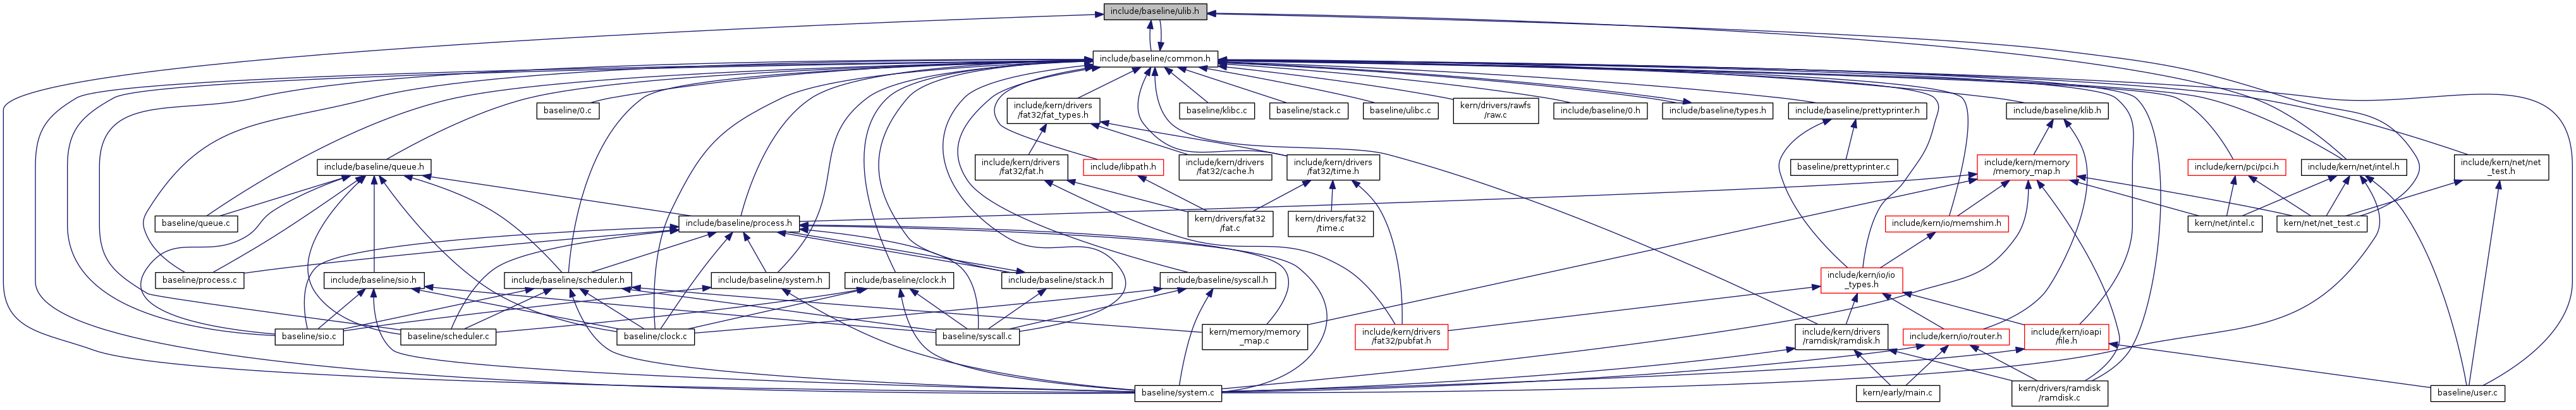 include/baseline/ulib.h
include/baseline/common.h
baseline/0.c
include/kern/drivers
/fat32/fat_types.h
baseline/klibc.c
baseline/stack.c
baseline/ulibc.c
kern/drivers/rawfs
/raw.c
include/baseline/0.h
include/baseline/types.h
include/baseline/prettyprinter.h
include/baseline/klib.h
include/baseline/queue.h
include/kern/drivers
/fat32/fat.h
include/libpath.h
include/kern/drivers
/fat32/cache.h
include/kern/drivers
/fat32/time.h
baseline/prettyprinter.c
include/kern/memory
/memory_map.h
include/kern/pci/pci.h
include/kern/net/intel.h
include/kern/net/net
_test.h
baseline/queue.c
include/baseline/process.h
kern/drivers/fat32
/fat.c
kern/drivers/fat32
/time.c
include/kern/io/memshim.h
kern/net/intel.c
kern/net/net_test.c
baseline/process.c
include/baseline/sio.h
include/baseline/scheduler.h
include/baseline/system.h
include/baseline/clock.h
include/baseline/stack.h
include/baseline/syscall.h
include/kern/io/io
_types.h
baseline/sio.c
baseline/scheduler.c
baseline/clock.c
baseline/syscall.c
kern/memory/memory
_map.c
include/kern/drivers
/fat32/pubfat.h
include/kern/drivers
/ramdisk/ramdisk.h
include/kern/io/router.h
include/kern/ioapi
/file.h
baseline/system.c
kern/early/main.c
kern/drivers/ramdisk
/ramdisk.c
baseline/user.c